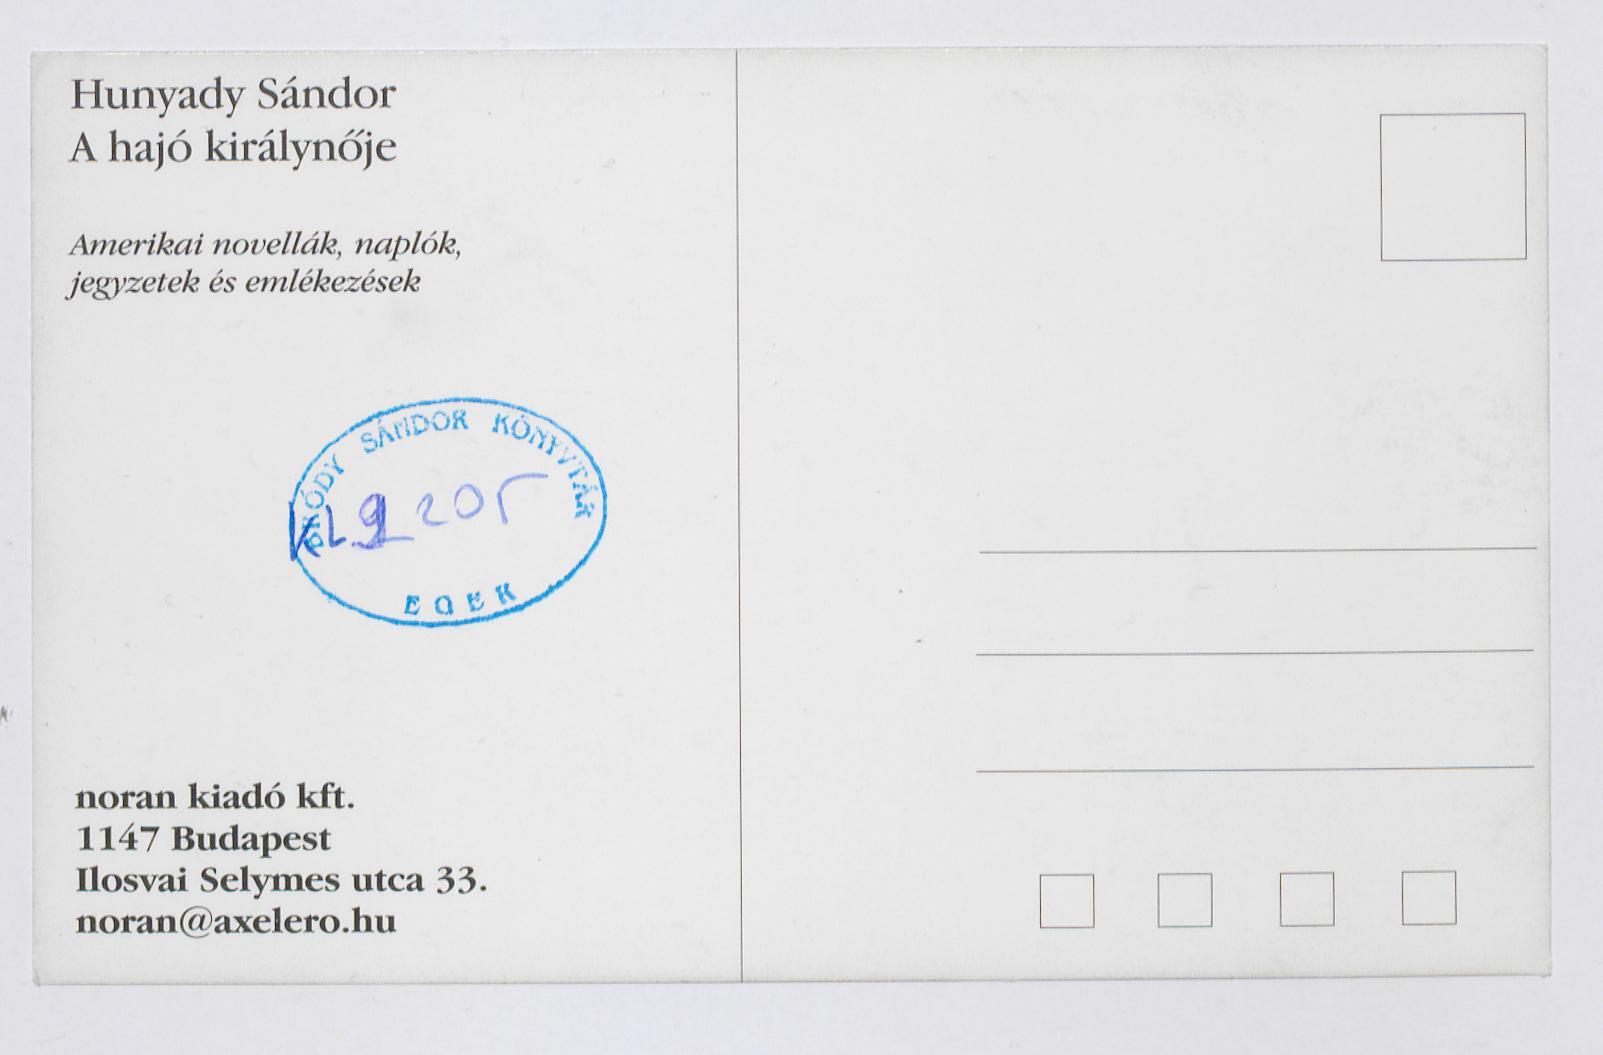 Hunyady Sándor
A hajó királynője
Amerikai novellák, naplók,
jegyzetek és emlékezések
BRÓDY SÁNDOR KÖNYVTÁR
EGER
noran kiadó kft.
1147 Budapest
Ilosvai Selymes utca 33.
noran@axelero.hu